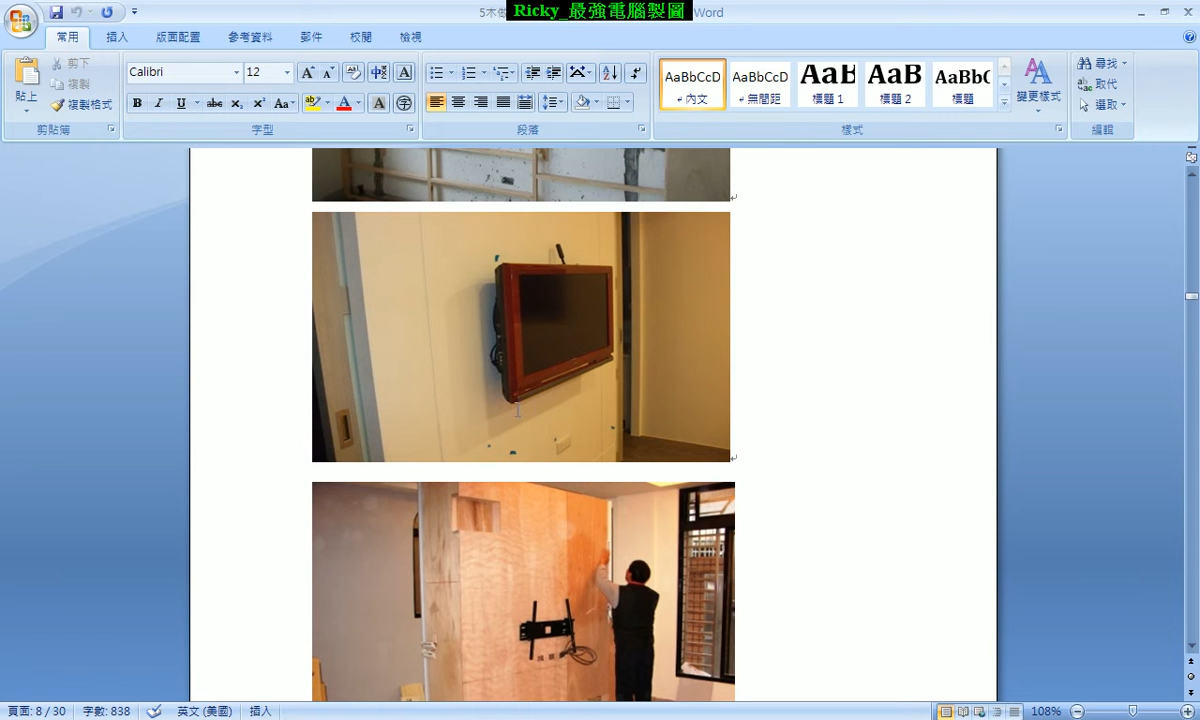 5木做
Ricky_最強電腦製圖
Word
常用
插入
版面配置
參考資料
郵件
校閱
檢視
貼上
剪下
複製
複製格式
剪貼簿
Calibri
12
B I U abc x₂ x² Aa
字型
段落
AaBbCcD
內文
AaBbCcD
無間距
AaB
標題 1
AaB
標題 2
AaBb(
標題
變更樣式
樣式
尋找
取代
選取
編輯
頁面: 8 / 30
字數: 838
英文 (美國)
插入
108%